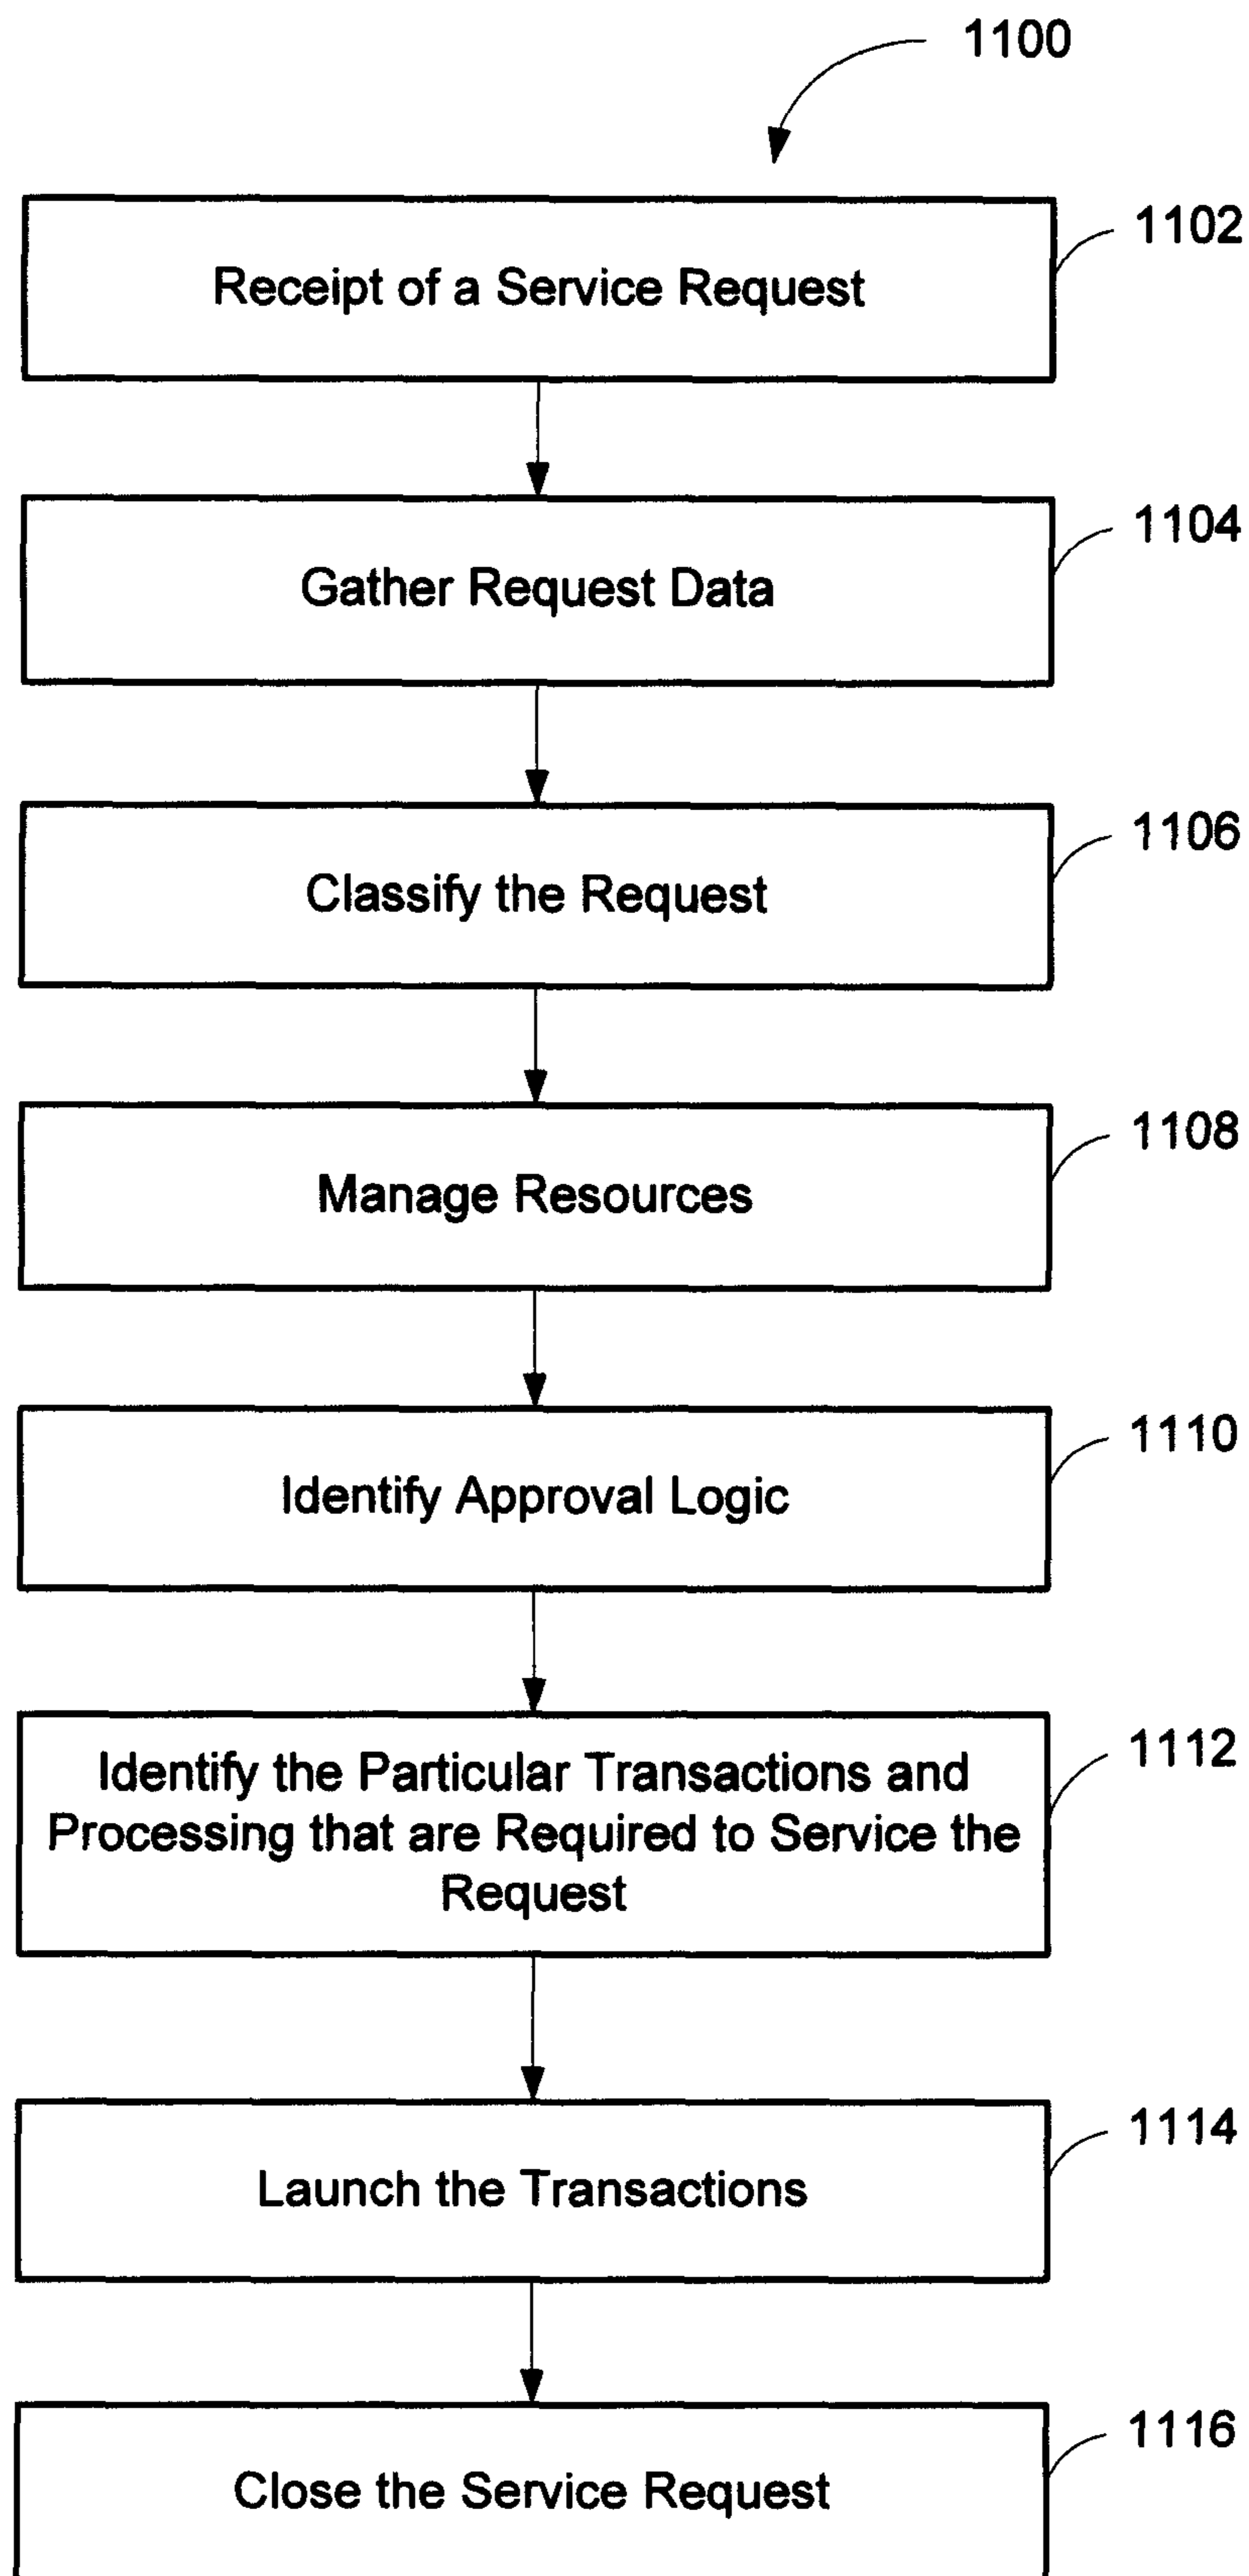 1100
Receipt of a Service Request
1102
Gather Request Data
1104
Classify the Request
1106
Manage Resources
1108
Identify Approval Logic
1110
Identify the Particular Transactions and
Processing that are Required to Service the
Request
1112
Launch the Transactions
1114
Close the Service Request
1116